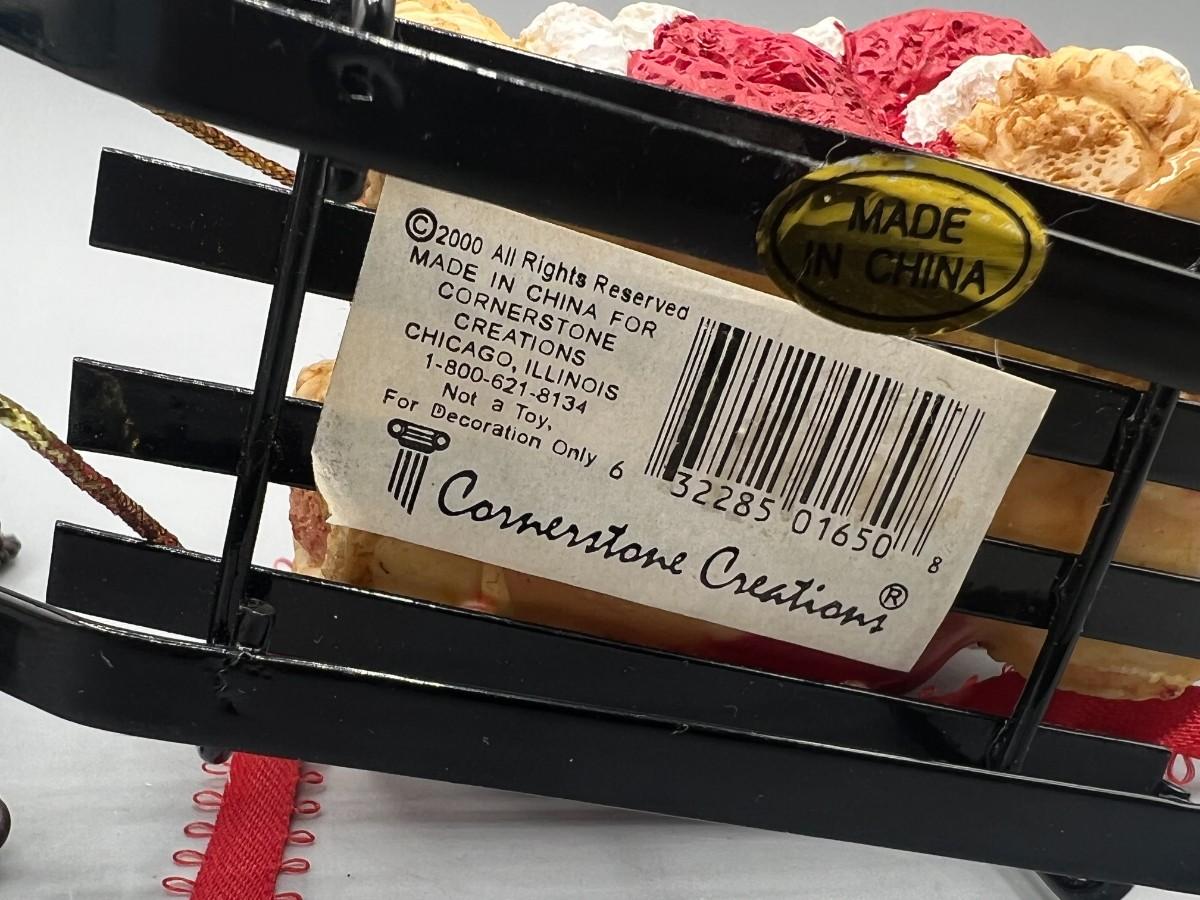 ©2000 All Rights Reserved
MADE IN CHINA FOR
CORNERSTONE
CREATIONS
CHICAGO, ILLINOIS
1-800-621-8134
Not a Toy,
For Decoration Only
6 32285 01650 8
Cornerstone Creations®
MADE
IN CHINA